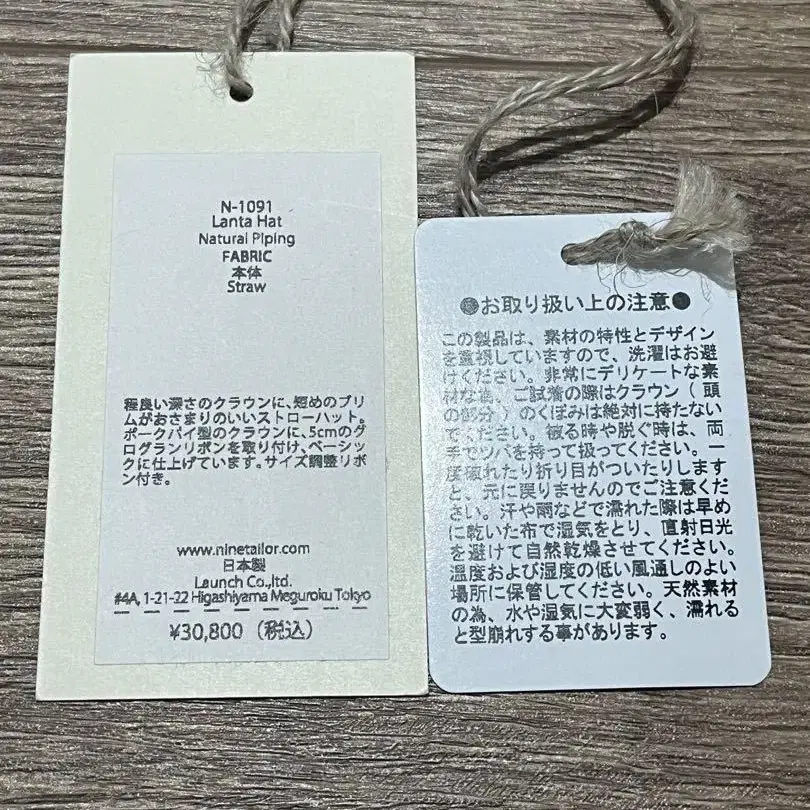 N-1091
Lanta Hat
Natural Piping
FABRIC
本体
Straw
程良い深さのクラウンに、短めのブリ
ムがおさまりのいいストローハット。
ポークパイ型のクラウンに、5cmのグ
ログランリボンを取り付け、ベーシッ
クに仕上げています。サイズ調整リボ
ン付き。
www.ninetailor.com
日本製
Launch Co.,ltd.
#4A, 1-21-22 Higashiyama Meguroku Tokyo
¥30,800（税込）
●お取り扱い上の注意●
この製品は、素材の特性とデザイン
を重視していますので、洗濯はお避
けください。非常にデリケートな素
材な為、ご試着の際はクラウン（頭
の部分）のくぼみは絶対に持たない
でください。被る時や脱ぐ時は、両
手でツバを持って扱ってください。一
度破れたり折り目がついたりします
と、元に戻りませんのでご注意くだ
さい。汗や雨などで濡れた際は早め
に乾いた布で湿気をとり、直射日光
を避けて自然乾燥させてください。
温度および湿度の低い風通しのよい
場所に保管してください。天然素材
の為、水や湿気に大変弱く、濡れる
と型崩れする事があります。